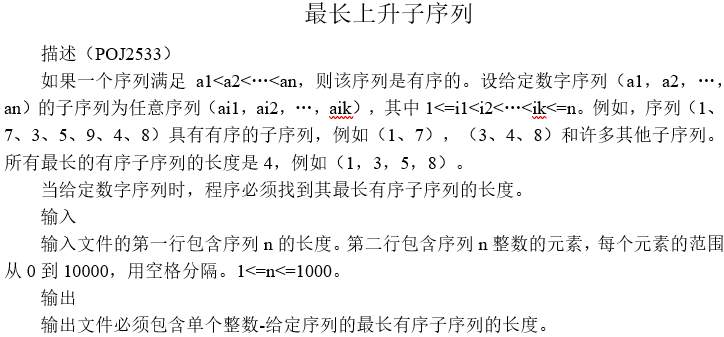 最长上升子序列
描述（POJ2533）
如果一个序列满足 a1<a2<…<an，则该序列是有序的。设给定数字序列（a1，a2，…，
an）的子序列为任意序列（ai1，ai2，…，aik），其中 1<=i1<i2<…<ik<=n。例如，序列（1、
7、3、5、9、4、8）具有有序的子序列，例如（1、7），（3、4、8）和许多其他子序列。
所有最长的有序子序列的长度是 4，例如（1，3，5，8）。
当给定数字序列时，程序必须找到其最长有序子序列的长度。
输入
输入文件的第一行包含序列 n 的长度。第二行包含序列 n 整数的元素，每个元素的范围
从 0 到 10000，用空格分隔。1<=n<=1000。
输出
输出文件必须包含单个整数-给定序列的最长有序子序列的长度。